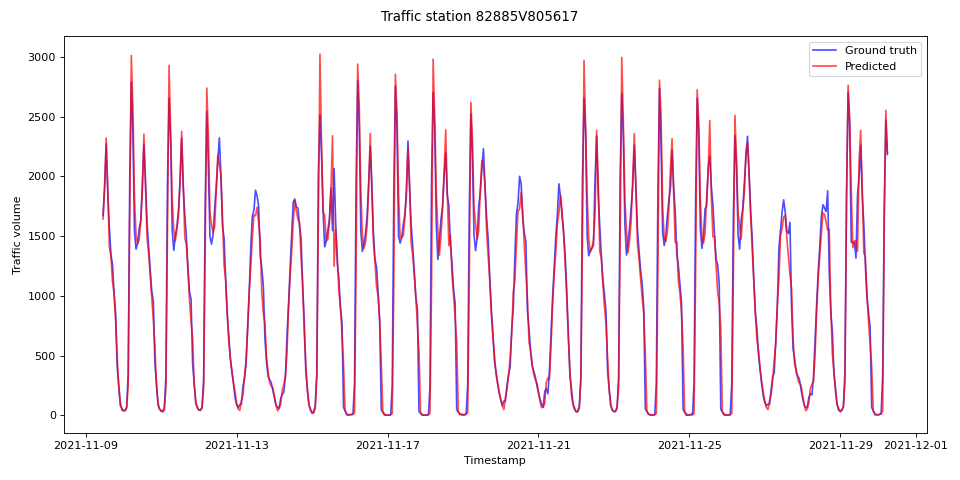 Traffic station 82885V805617
Ground truth
Predicted
Traffic volume
3000
2500
2000
1500
1000
500
0
2021-11-09
2021-11-13
2021-11-17
2021-11-21
2021-11-25
2021-11-29
2021-12-01
Timestamp